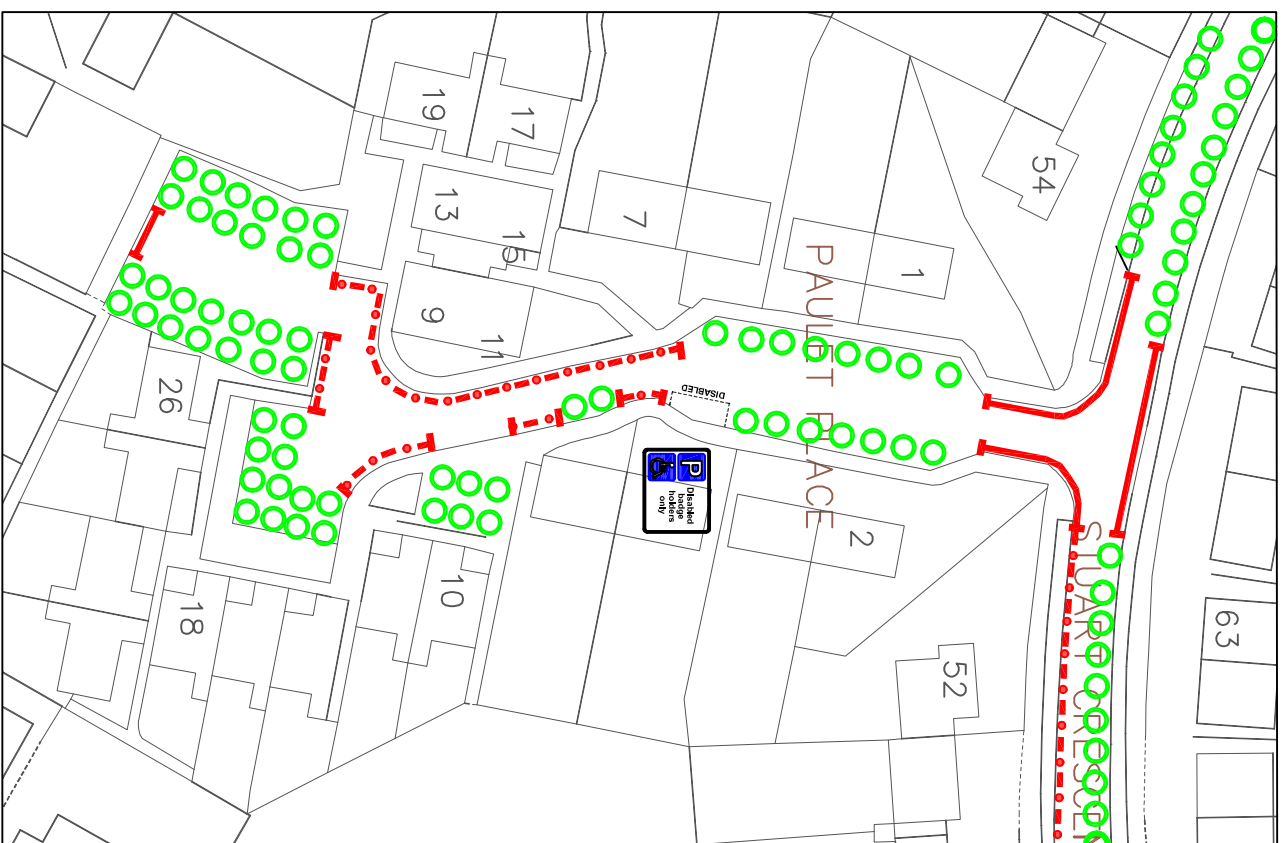 19
17
54
13
15
7
1
PAULET PLACE
9
11
DISABLED
26
P
Disabled
badge
holders
only
2
STUART CRESCEN
10
18
63
52